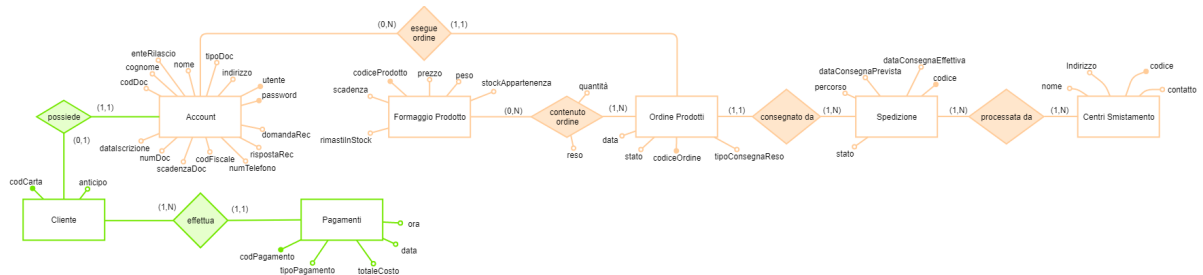 (0,N)
esegue
ordine
(1,1)
enteRilascio
tipoDoc
cognome
nome
indirizzo
codDoc
utente
password
possiede
(1,1)
Account
(0,1)
domandaRec
dataIscrizione
rispostaRec
numDoc
codFiscale
scadenzaDoc
numTelefono
codiceProdotto
prezzo
peso
scadenza
stockAppartenenza
Formaggio Prodotto
rimastiInStock
(0,N)
contenuto
ordine
quantità
reso
(1,N)
Ordine Prodotti
data
stato
codiceOrdine
tipoConsegnaReso
(1,1)
consegnato da
(1,N)
dataConsegnaEffettiva
dataConsegnaPrevista
codice
percorso
Spedizione
stato
(1,N)
processata da
(1,N)
Indirizzo
codice
nome
contatto
Centri Smistamento
codCarta
anticipo
Cliente
(1,N)
effettua
(1,1)
Pagamenti
ora
data
codPagamento
tipoPagamento
totaleCosto